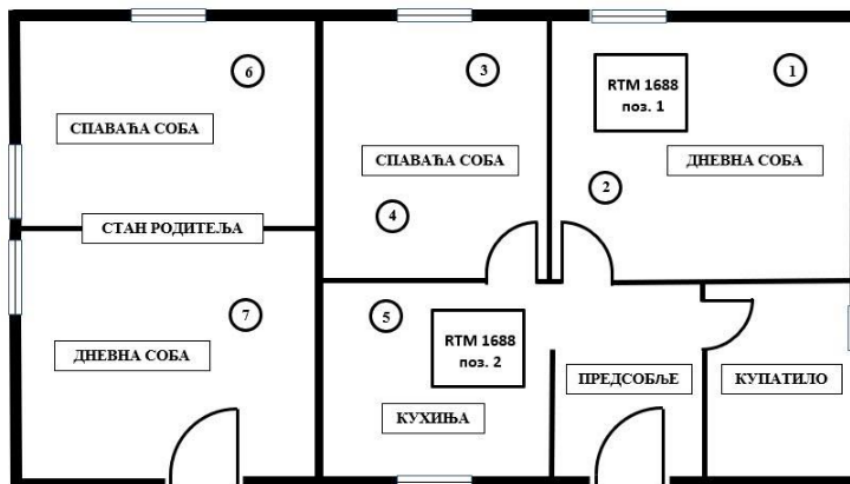 6
3
RTM 1688
поз. 1
1
СПАВАЋА СОБА
СПАВАЋА СОБА
ДНЕВНА СОБА
2
4
СТАН РОДИТЕЉА
7
5
RTM 1688
поз. 2
ДНЕВНА СОБА
ПРЕДСОБЉЕ
КУПАТИЛО
КУХИЊА